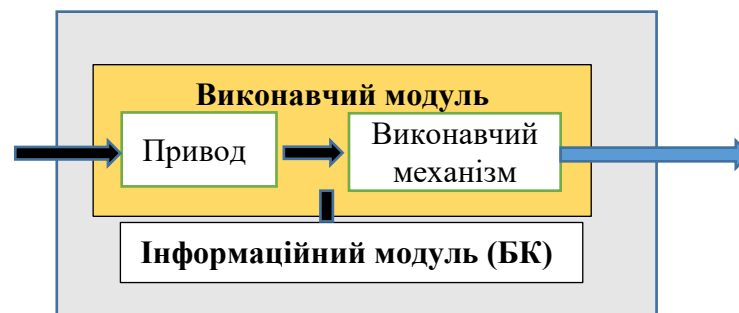 Виконавчий модуль
Привод
Виконавчий
механізм
Інформаційний модуль (БК)